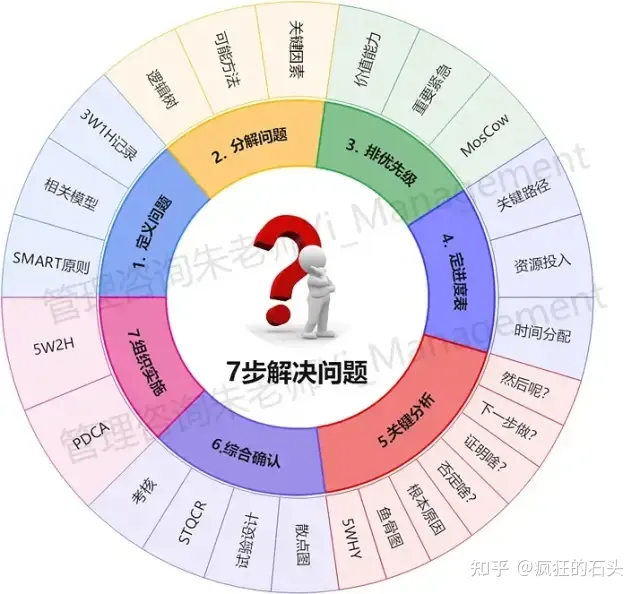 7步解决问题
1. 定义问题
SMART原则
相关模型
3W1H记录
2. 分解问题
逻辑树
可能方法
关键因素
3. 排优先级
价值能力
重要紧急
MosCow
4. 定进度表
关键路径
资源投入
时间分配
5.关键分析
然后呢?
下一步做?
证明啥?
否定啥?
根本原因
鱼骨图
5WHY
6.综合确认
散点图
试验设计
STQCR
考核
7组织实施
PDCA
5W2H
管理咨询朱老师Yi_Management
管理咨询朱老师Yi_Management
知乎 @疯狂的石头